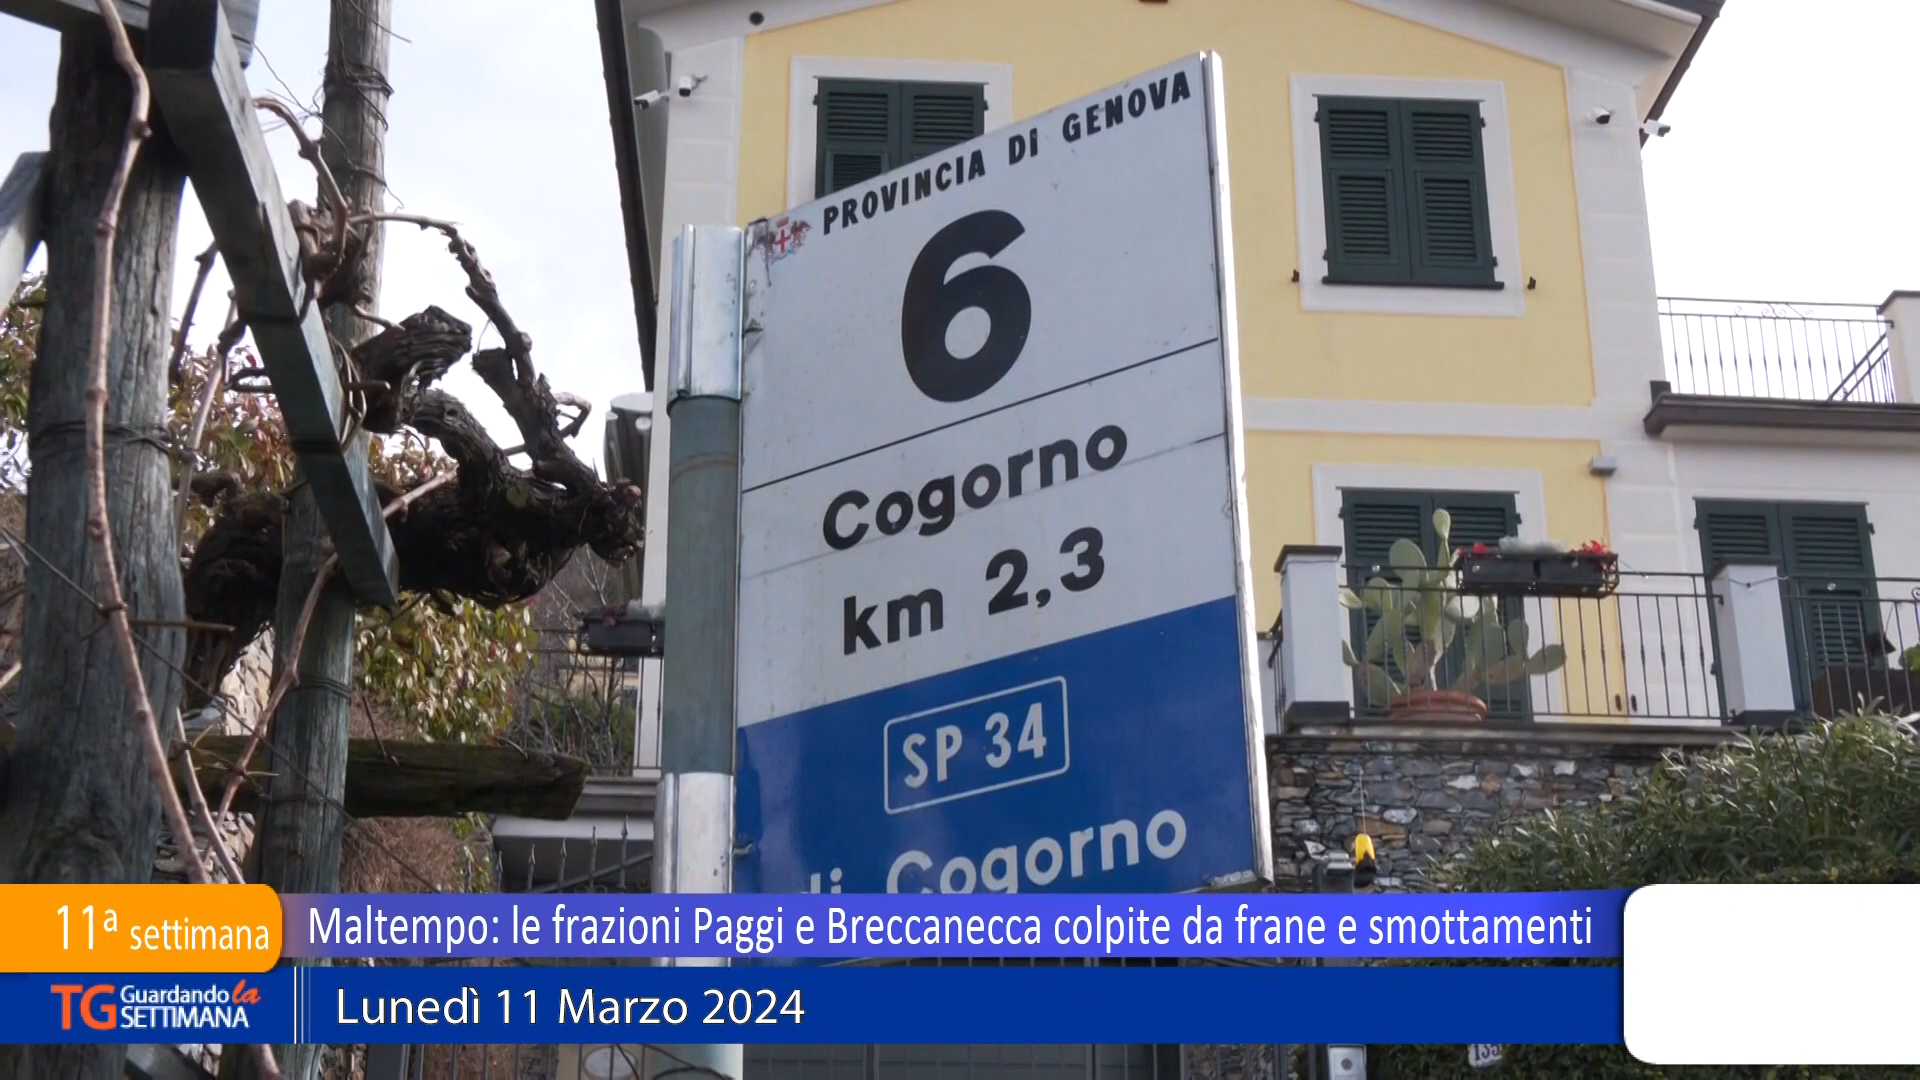 PROVINCIA DI GENOVA
6
Cogorno
km 2,3
SP 34
di Cogorno
11ª settimana
Maltempo: le frazioni Paggi e Breccanecca colpite da frane e smottamenti
TG Guardando la SETTIMANA
Lunedì 11 Marzo 2024